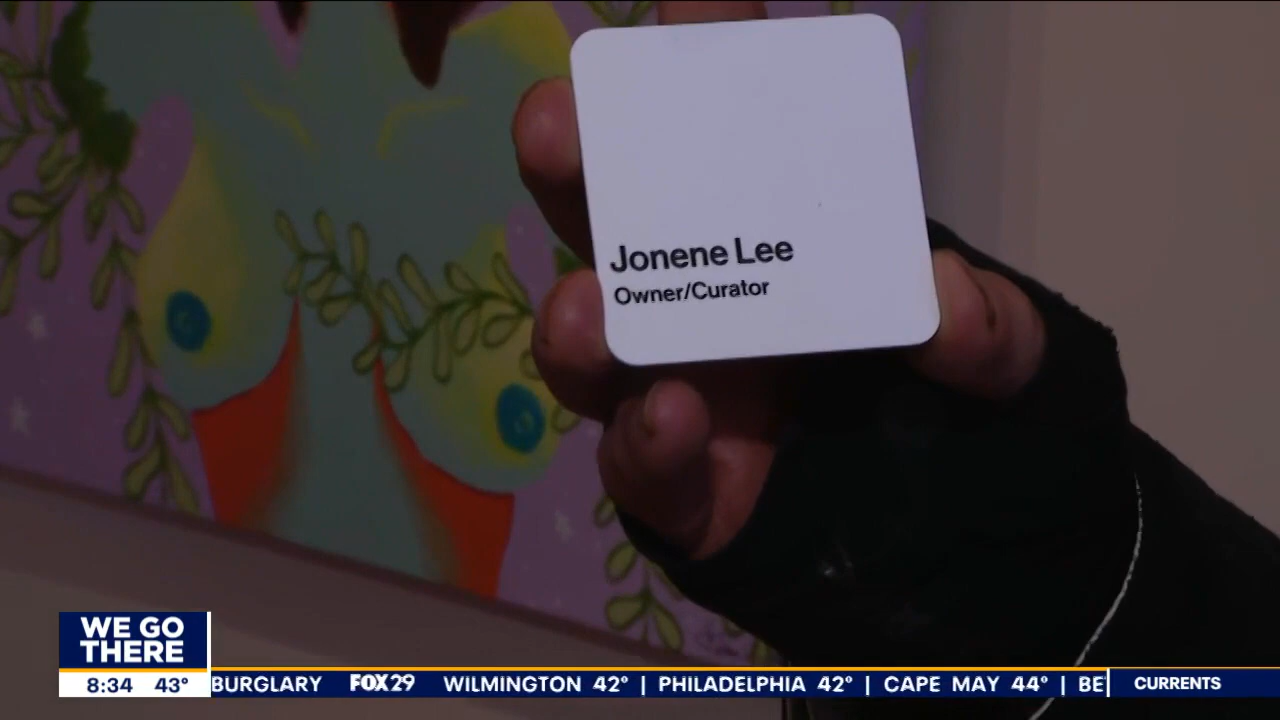 Jonene Lee
Owner/Curator
WE GO
THERE
8:34 43° BURGLARY FOX29 WILMINGTON 42° | PHILADELPHIA 42° | CAPE MAY 44° | BE CURRENTS